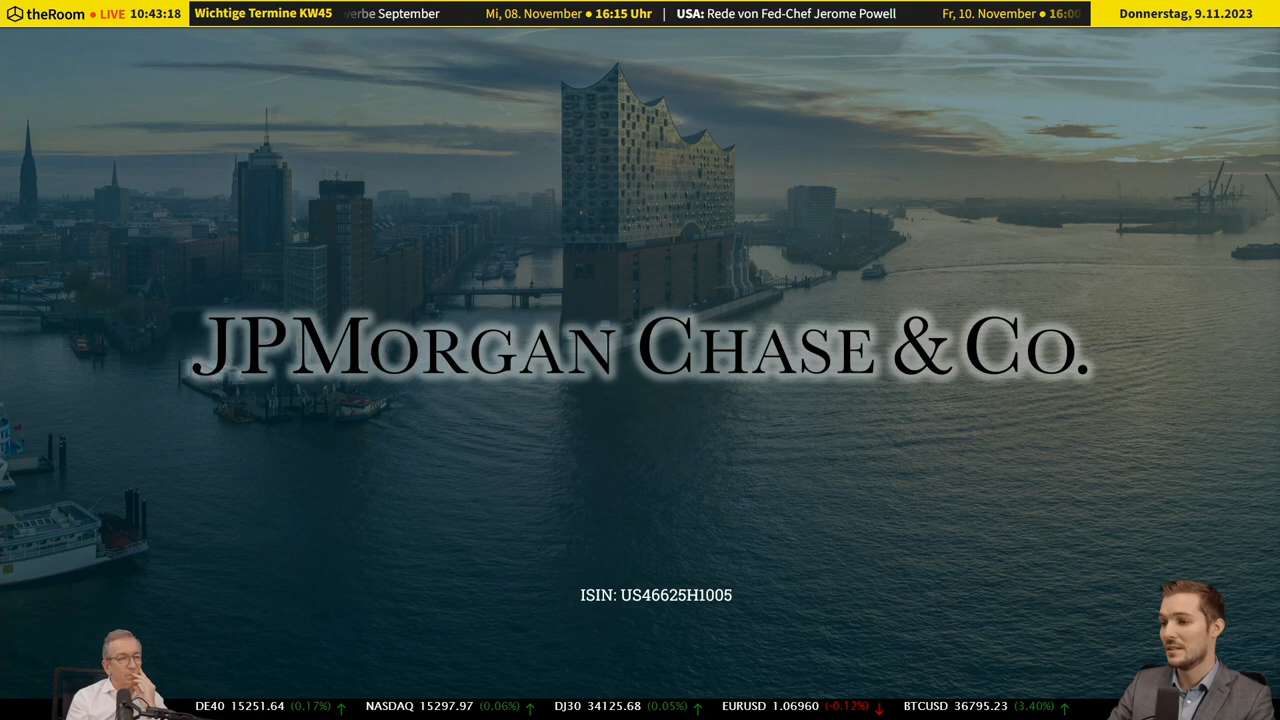 theRoom • LIVE 10:43:18
Wichtige Termine KW45
werbe September Mi, 08. November • 16:15 Uhr | USA: Rede von Fed-Chef Jerome Powell Fr, 10. November • 16:00
Donnerstag, 9.11.2023
JPMORGAN CHASE & CO.
ISIN: US46625H1005
DE40 15251.64 (0.17%) ↑ NASDAQ 15297.97 (0.06%) ↑ DJ30 34125.68 (0.05%) ↑ EURUSD 1.06960 (-0.12%) ↓ BTCUSD 36795.23 (3.40%) ↑